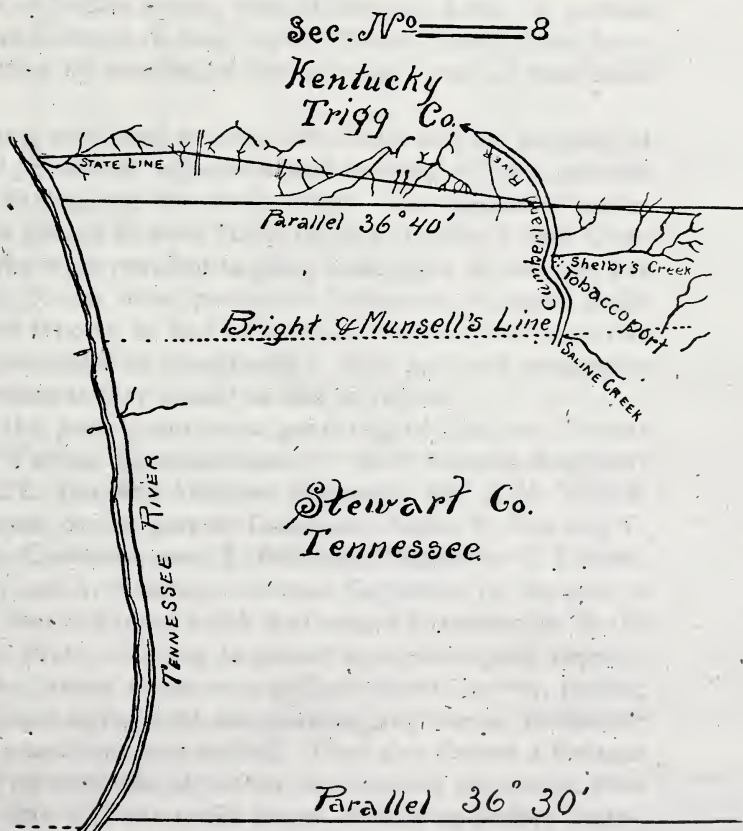 Sec. Nº 8
Kentucky
Trigg Co.
STATE LINE
CUMBERLAND RIVER
Parallel 36° 40'
Shelby's Creek
Tobaccoport
Bright & Munsell's Line
SALINE CREEK
Stewart Co.
Tennessee
TENNESSEE RIVER
Parallel 36° 30'